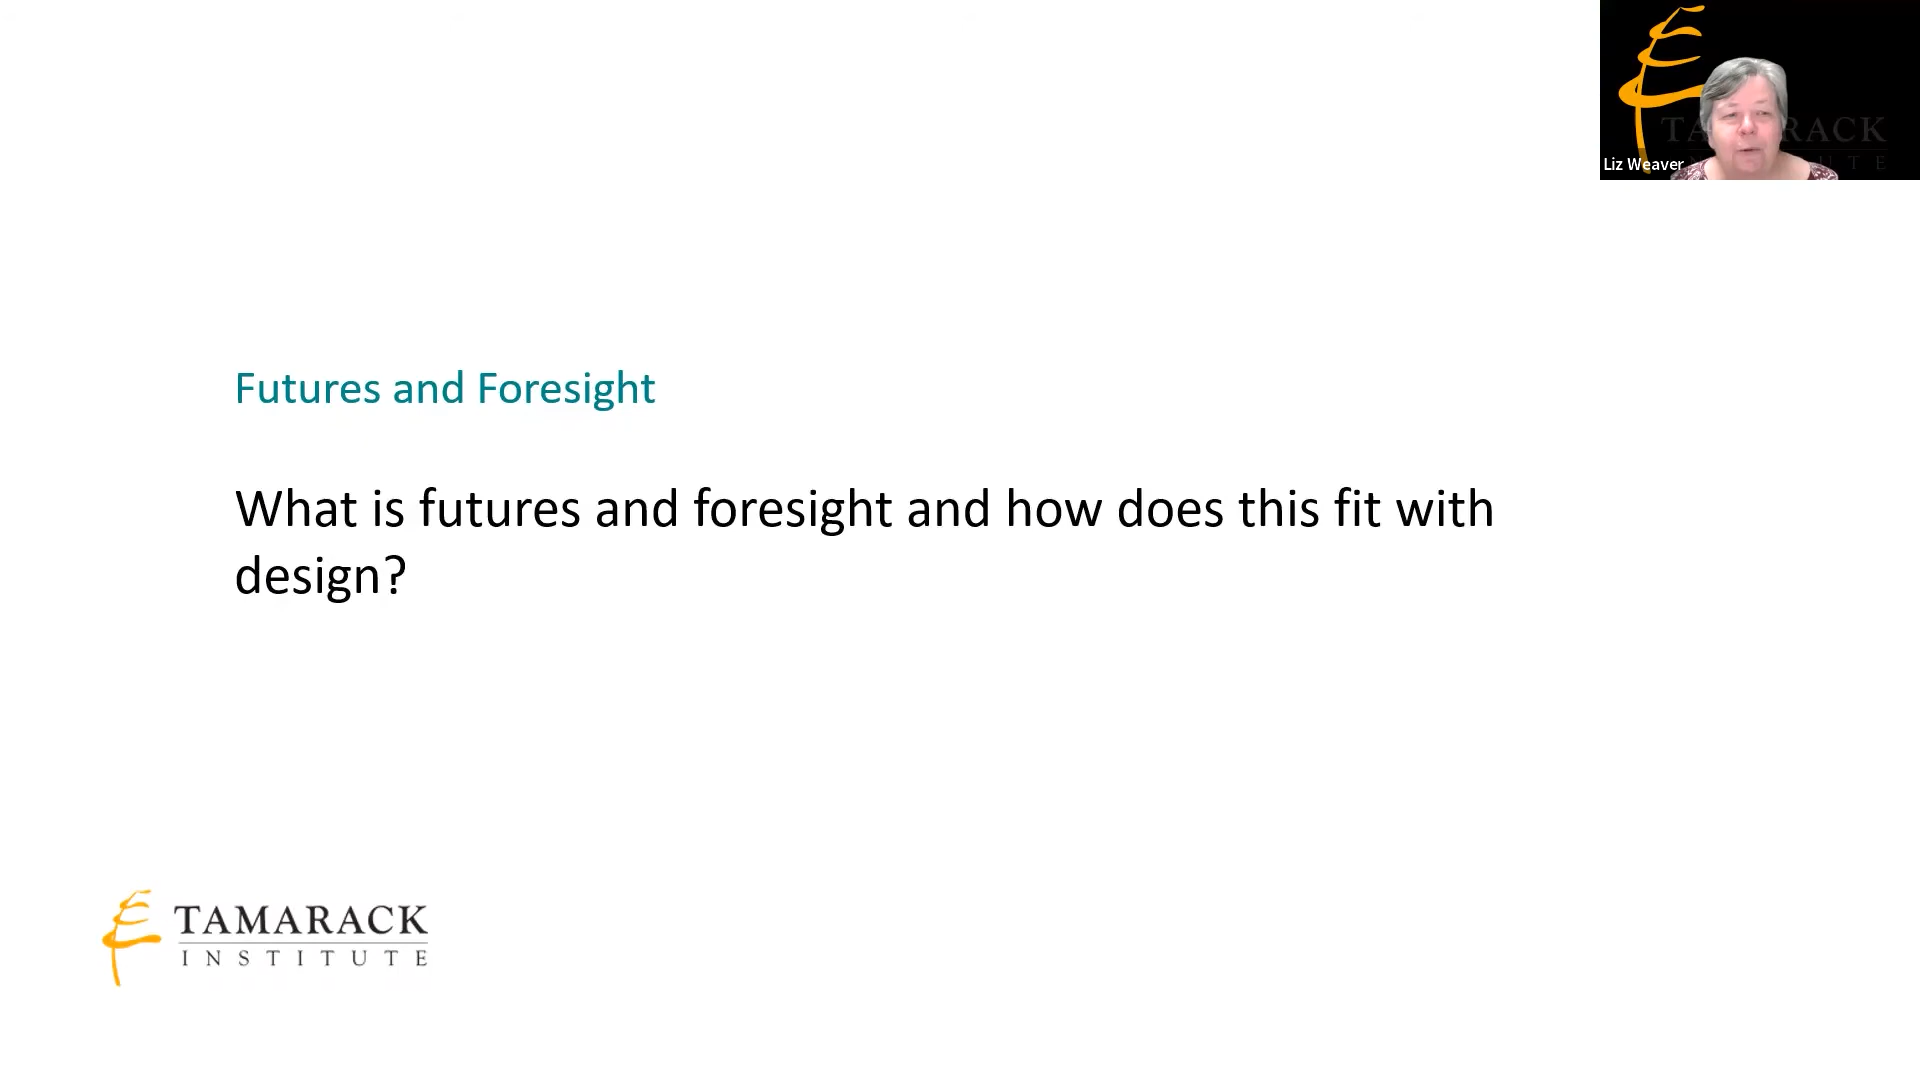 Liz Weaver
Futures and Foresight
What is futures and foresight and how does this fit with
design?
TAMARACK
INSTITUTE